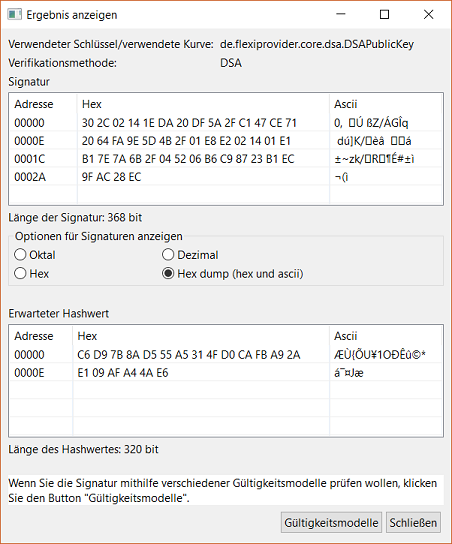 Ergebnis anzeigen
Verwendeter Schlüssel/verwendete Kurve: de.flexiprovider.core.dsa.DSAPublicKey
Verifikationsmethode: DSA
Signatur
Adresse Hex Ascii
00000 30 2C 02 14 1E DA 20 DF 5A 2F C1 47 CE 71 0, □Ú ßZ/ÁGÎq
0000E 20 64 FA 9E 5D 4B 2F 01 E8 E2 02 14 01 E1 dú]K/□èâ □□á
0001C B1 7E 7A 6B 2F 04 52 06 B6 C9 87 23 B1 EC ±~zk/□R□¶É#±ì
0002A 9F AC 28 EC ¬(ì
Länge der Signatur: 368 bit
Optionen für Signaturen anzeigen
Oktal Dezimal
Hex Hex dump (hex und ascii)
Erwarteter Hashwert
Adresse Hex Ascii
00000 C6 D9 7B 8A D5 55 A5 31 4F D0 CA FB A9 2A ÆÙ{ÕU¥1OÐÊû©*
0000E E1 09 AF A4 4A E6 á¯¤Jæ
Länge des Hashwertes: 320 bit
Wenn Sie die Signatur mithilfe verschiedener Gültigkeitsmodelle prüfen wollen, klicken
Sie den Button "Gültigkeitsmodelle".
Gültigkeitsmodelle Schließen